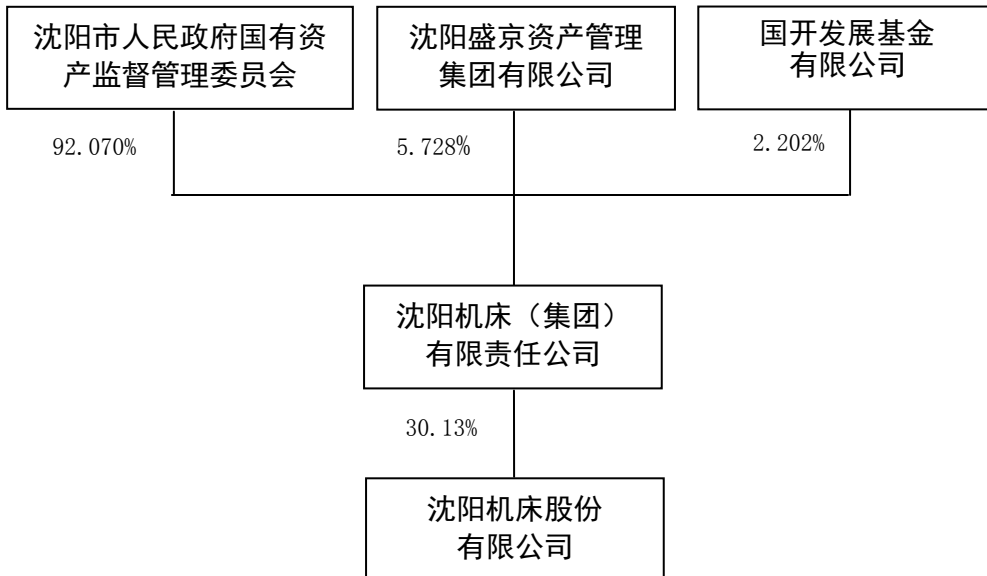 沈阳市人民政府国有资
产监督管理委员会
沈阳盛京资产管理
集团有限公司
国开发展基金
有限公司
92.070%
5.728%
2.202%
沈阳机床（集团）
有限责任公司
30.13%
沈阳机床股份
有限公司